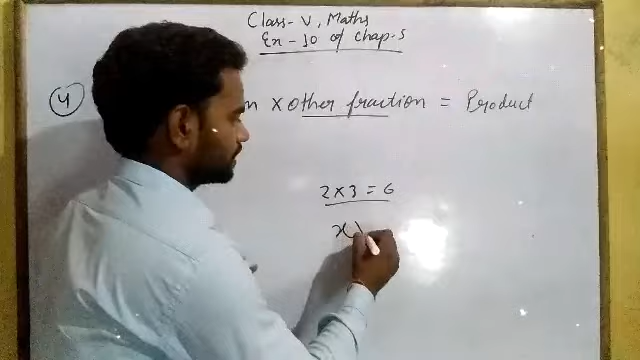 Class - V, Maths
Ex - 10 of Chap-5
4
x other fraction = Product
2 x 3 = 6
x